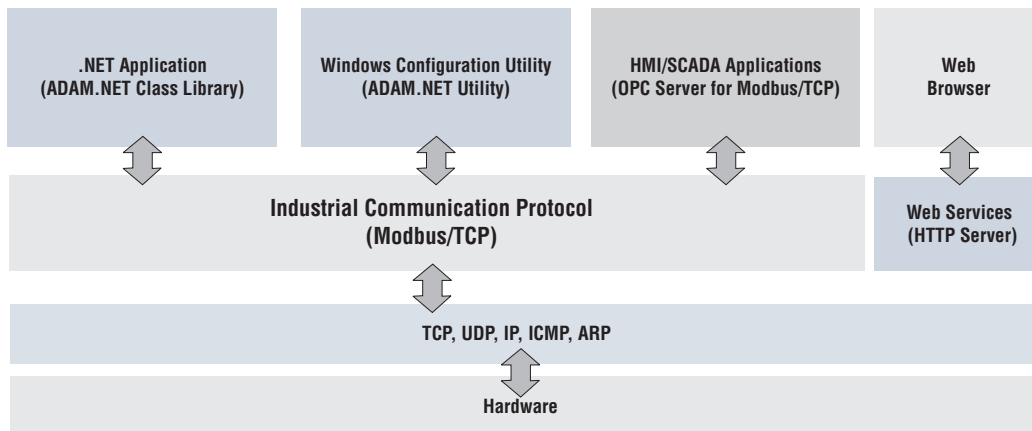 .NET Application
(ADAM.NET Class Library)
Windows Configuration Utility
(ADAM.NET Utility)
HMI/SCADA Applications
(OPC Server for Modbus/TCP)
Web
Browser
Industrial Communication Protocol
(Modbus/TCP)
Web Services
(HTTP Server)
TCP, UDP, IP, ICMP, ARP
Hardware